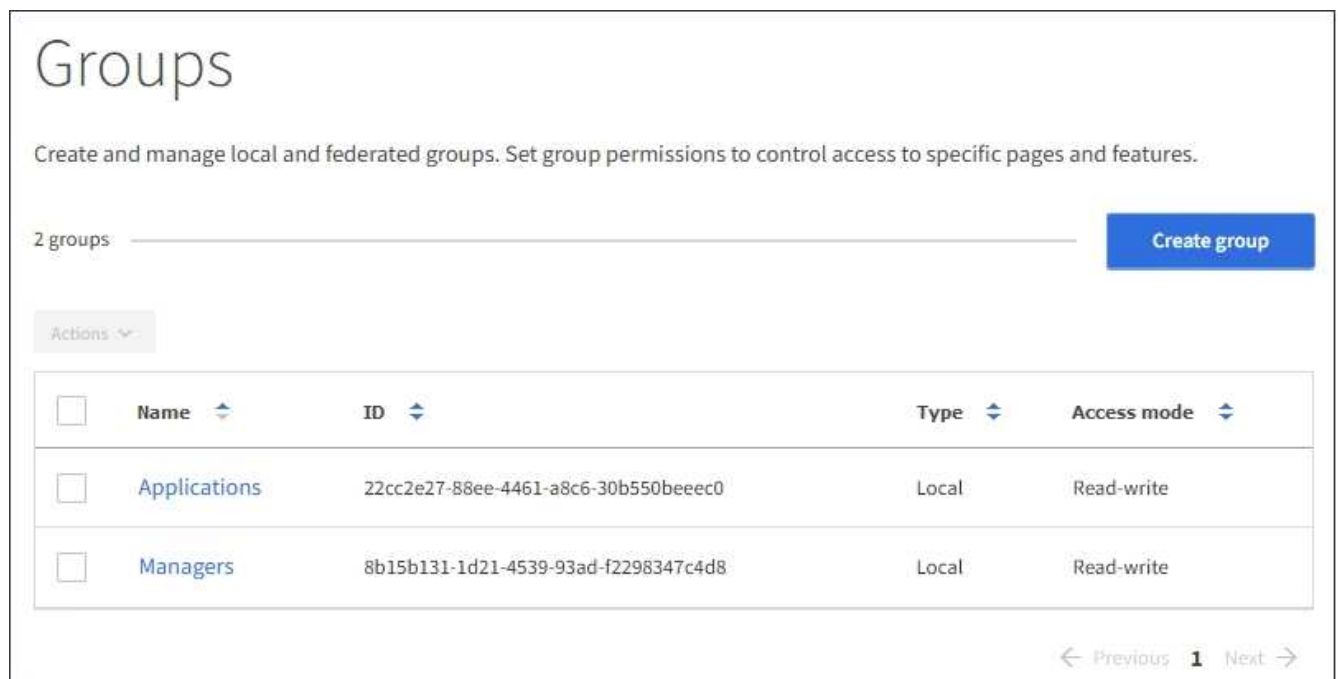 Groups
Create and manage local and federated groups. Set group permissions to control access to specific pages and features.
2 groups Create group
Actions
Name ID Type Access mode
Applications 22cc2e27-88ee-4461-a8c6-30b550beeec0 Local Read-write
Managers 8b15b131-1d21-4539-93ad-f2298347c4d8 Local Read-write
← Previous 1 Next →